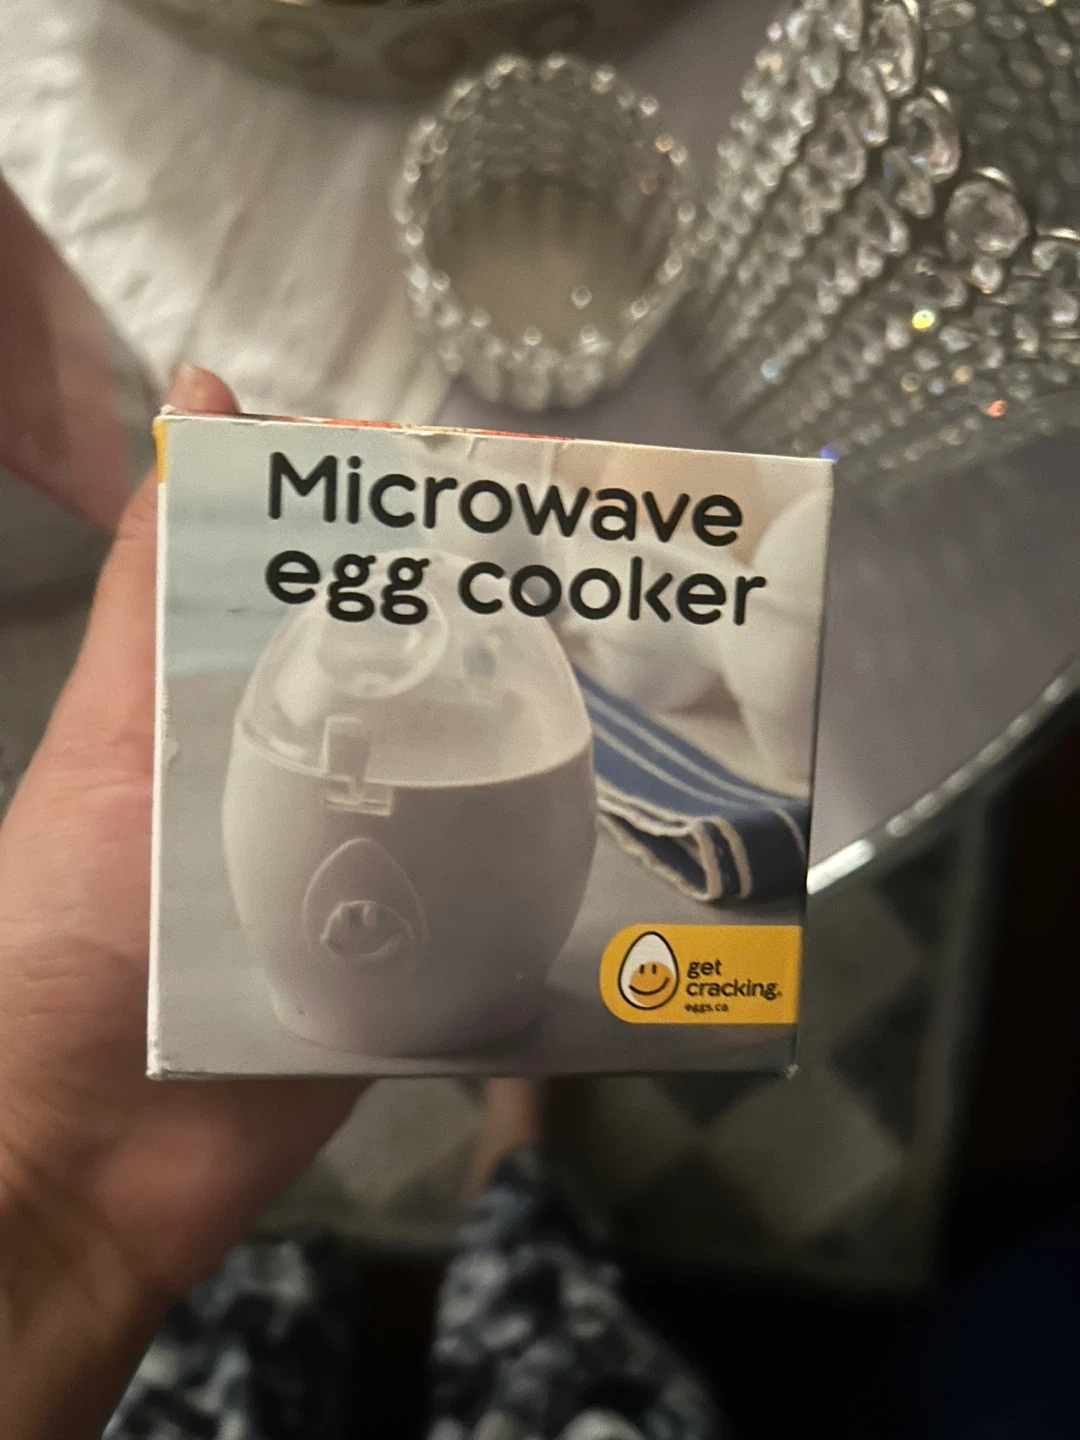 Microwave
egg cooker
get
cracking.
eggs.ca